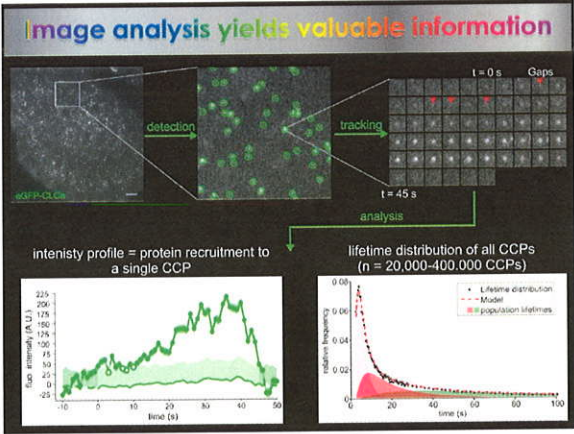 Image analysis yields valuable information
t = 0 s
Gaps
detection
tracking
eGFP-CLCa
t = 45 s
analysis
intenisty profile = protein recruitment to
a single CCP
225
200
175
150
125
100
75
50
25
0
-25
fluo. intensity (A.U.)
-10
0
10
20
30
40
50
time (s)
lifetime distribution of all CCPs
(n = 20,000-400.000 CCPs)
0.08
0.06
0.04
0.02
0
relative frequency
Lifetime distribution
Model
population lifetimes
3
20
40
60
80
100
time (s)